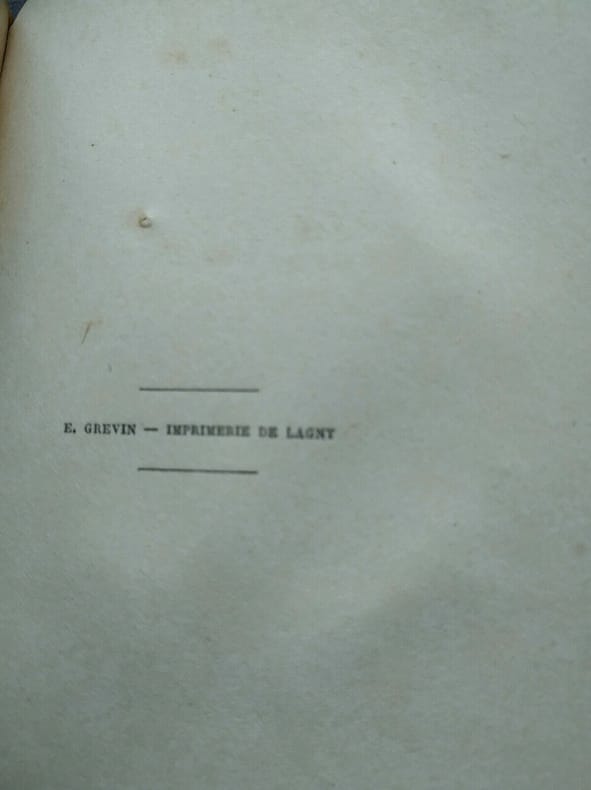 E. GREVIN — IMPRIMERIE DE LAGNY